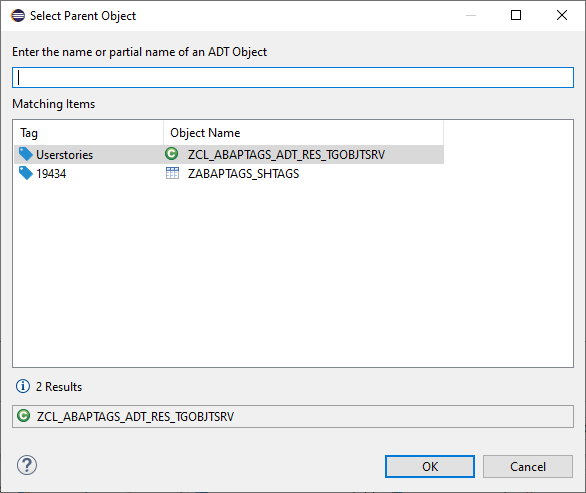 Select Parent Object
Enter the name or partial name of an ADT Object
Matching Items
Tag Object Name
Userstories ZCL_ABAPTAGS_ADT_RES_TGOBJTSRV
19434 ZABAPTAGS_SHTAGS
2 Results
ZCL_ABAPTAGS_ADT_RES_TGOBJTSRV
OK Cancel